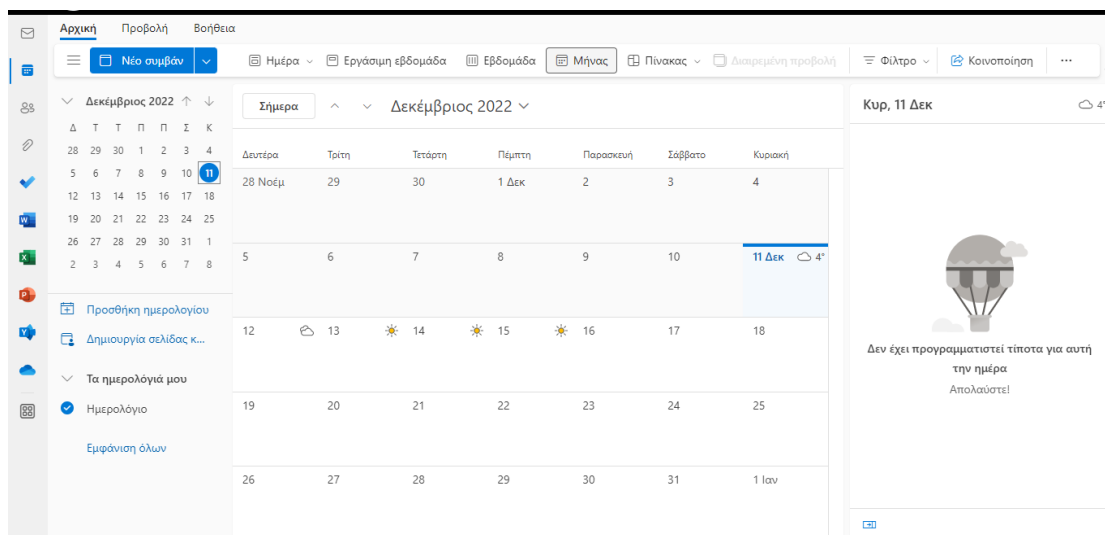 Αρχική Προβολή Βοήθεια
Νέο συμβάν Ημέρα Εργάσιμη εβδομάδα Εβδομάδα Μήνας Πίνακας Διαιρεμένη προβολή Φίλτρο Κοινοποίηση ...
Δεκέμβριος 2022
Δ Τ Τ Π Π Σ Κ
28 29 30 1 2 3 4
5 6 7 8 9 10 11
12 13 14 15 16 17 18
19 20 21 22 23 24 25
26 27 28 29 30 31 1
2 3 4 5 6 7 8
Προσθήκη ημερολογίου
Δημιουργία σελίδας κ...
Τα ημερολόγιά μου
Ημερολόγιο
Εμφάνιση όλων
Σήμερα Δεκέμβριος 2022
Δευτέρα Τρίτη Τετάρτη Πέμπτη Παρασκευή Σάββατο Κυριακή
28 Νοέμ 29 30 1 Δεκ 2 3 4
5 6 7 8 9 10 11 Δεκ 4°
12 13 14 15 16 17 18
19 20 21 22 23 24 25
26 27 28 29 30 31 1 Ιαν
Κυρ, 11 Δεκ 4°
Δεν έχει προγραμματιστεί τίποτα για αυτή
την ημέρα
Απολαύστε!